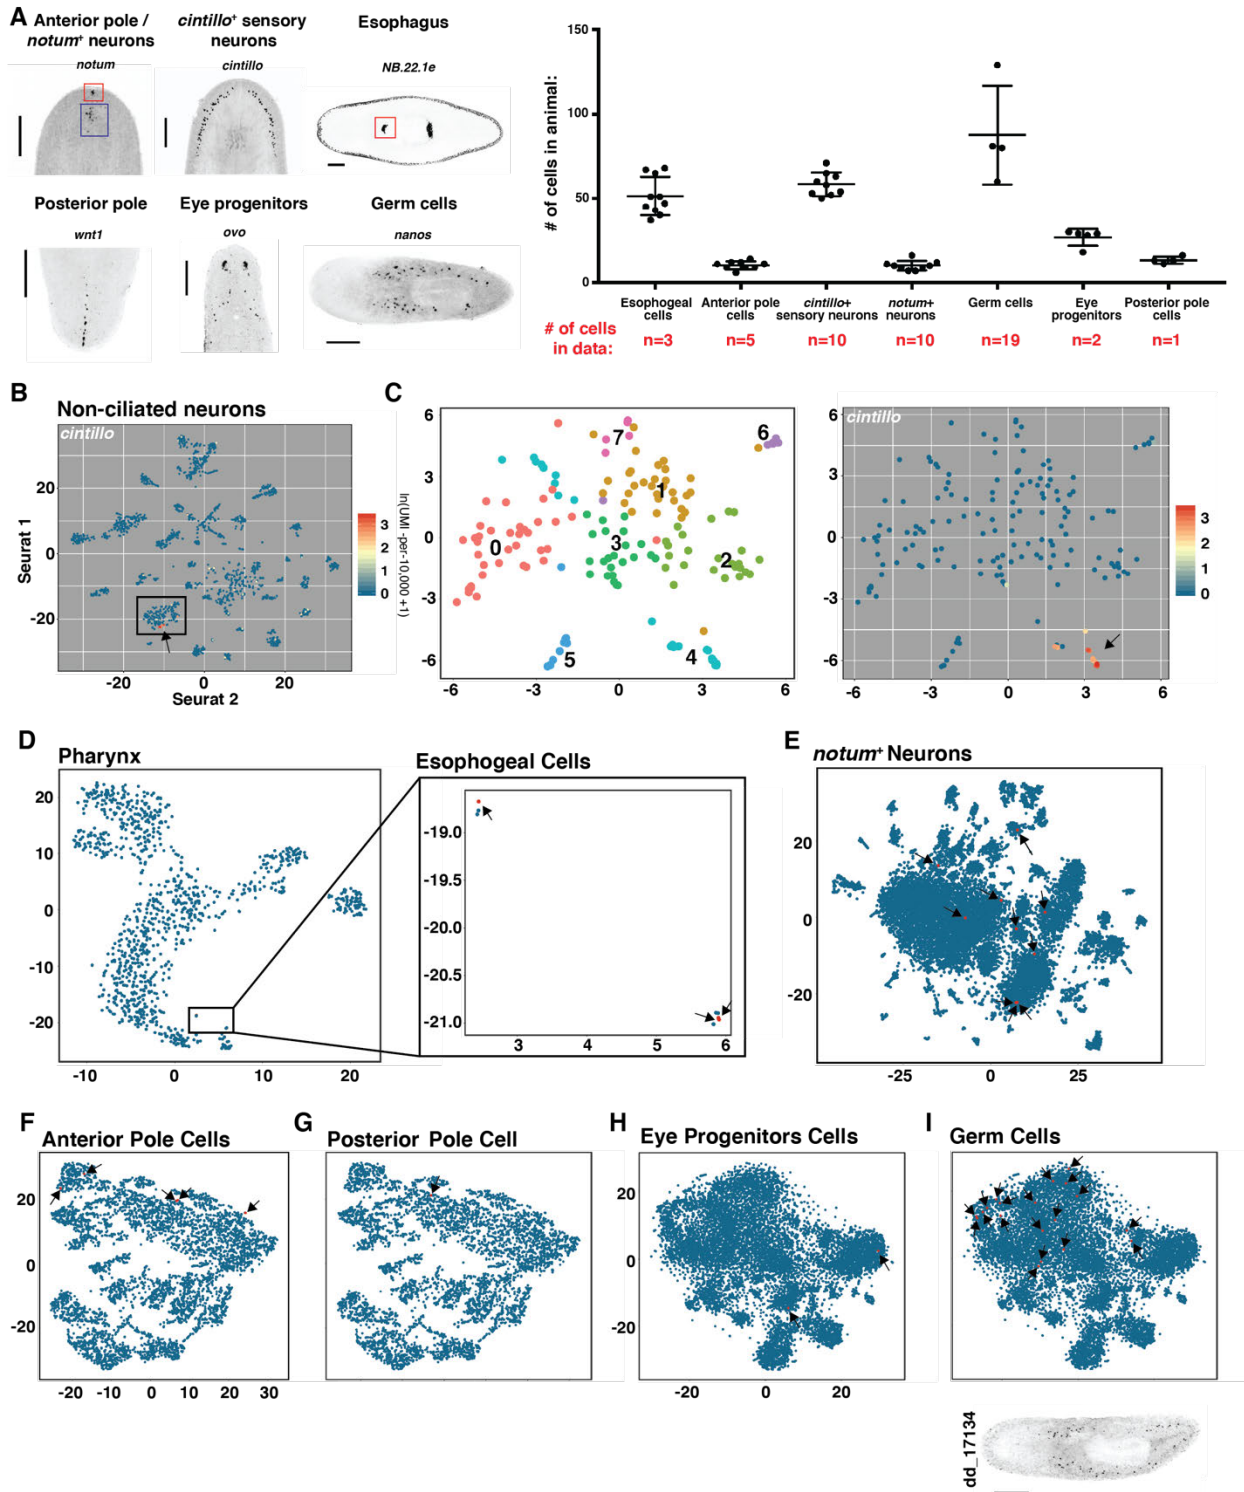 A
Anterior pole /
notum+ neurons
cintillo+ sensory
neurons
Esophagus
notum
cintillo
NB.22.1e
Posterior pole
Eye progenitors
Germ cells
wnt1
ovo
nanos
# of cells in animal:
150
100
50
0
Esophogeal
cells
Anterior pole
cells
cintillo+
sensory neurons
notum+
neurons
Germ cells
Eye
progenitors
Posterior pole
cells
# of cells
in data:
n=3
n=5
n=10
n=10
n=19
n=2
n=1
B
Non-ciliated neurons
cintillo
Seurat 1
20
0
-20
-20
0
20
Seurat 2
3
2
1
0
ln(UMI -per-10,000 +1)
C
6
3
0
-3
-6
-6
-3
0
3
6
0
1
2
3
4
5
6
7
cintillo
6
3
0
-3
-6
-6
-3
0
3
6
3
2
1
0
D
Pharynx
20
10
0
-10
-20
-10
0
10
20
Esophogeal Cells
-19.0
-19.5
-20.0
-20.5
-21.0
3
4
5
6
E
notum+ Neurons
20
0
-20
-25
0
25
F
Anterior Pole Cells
20
0
-20
-20
-10
0
10
20
30
G
Posterior Pole Cell
H
Eye Progenitors Cells
20
0
-20
-20
0
20
I
Germ Cells
dd_17134